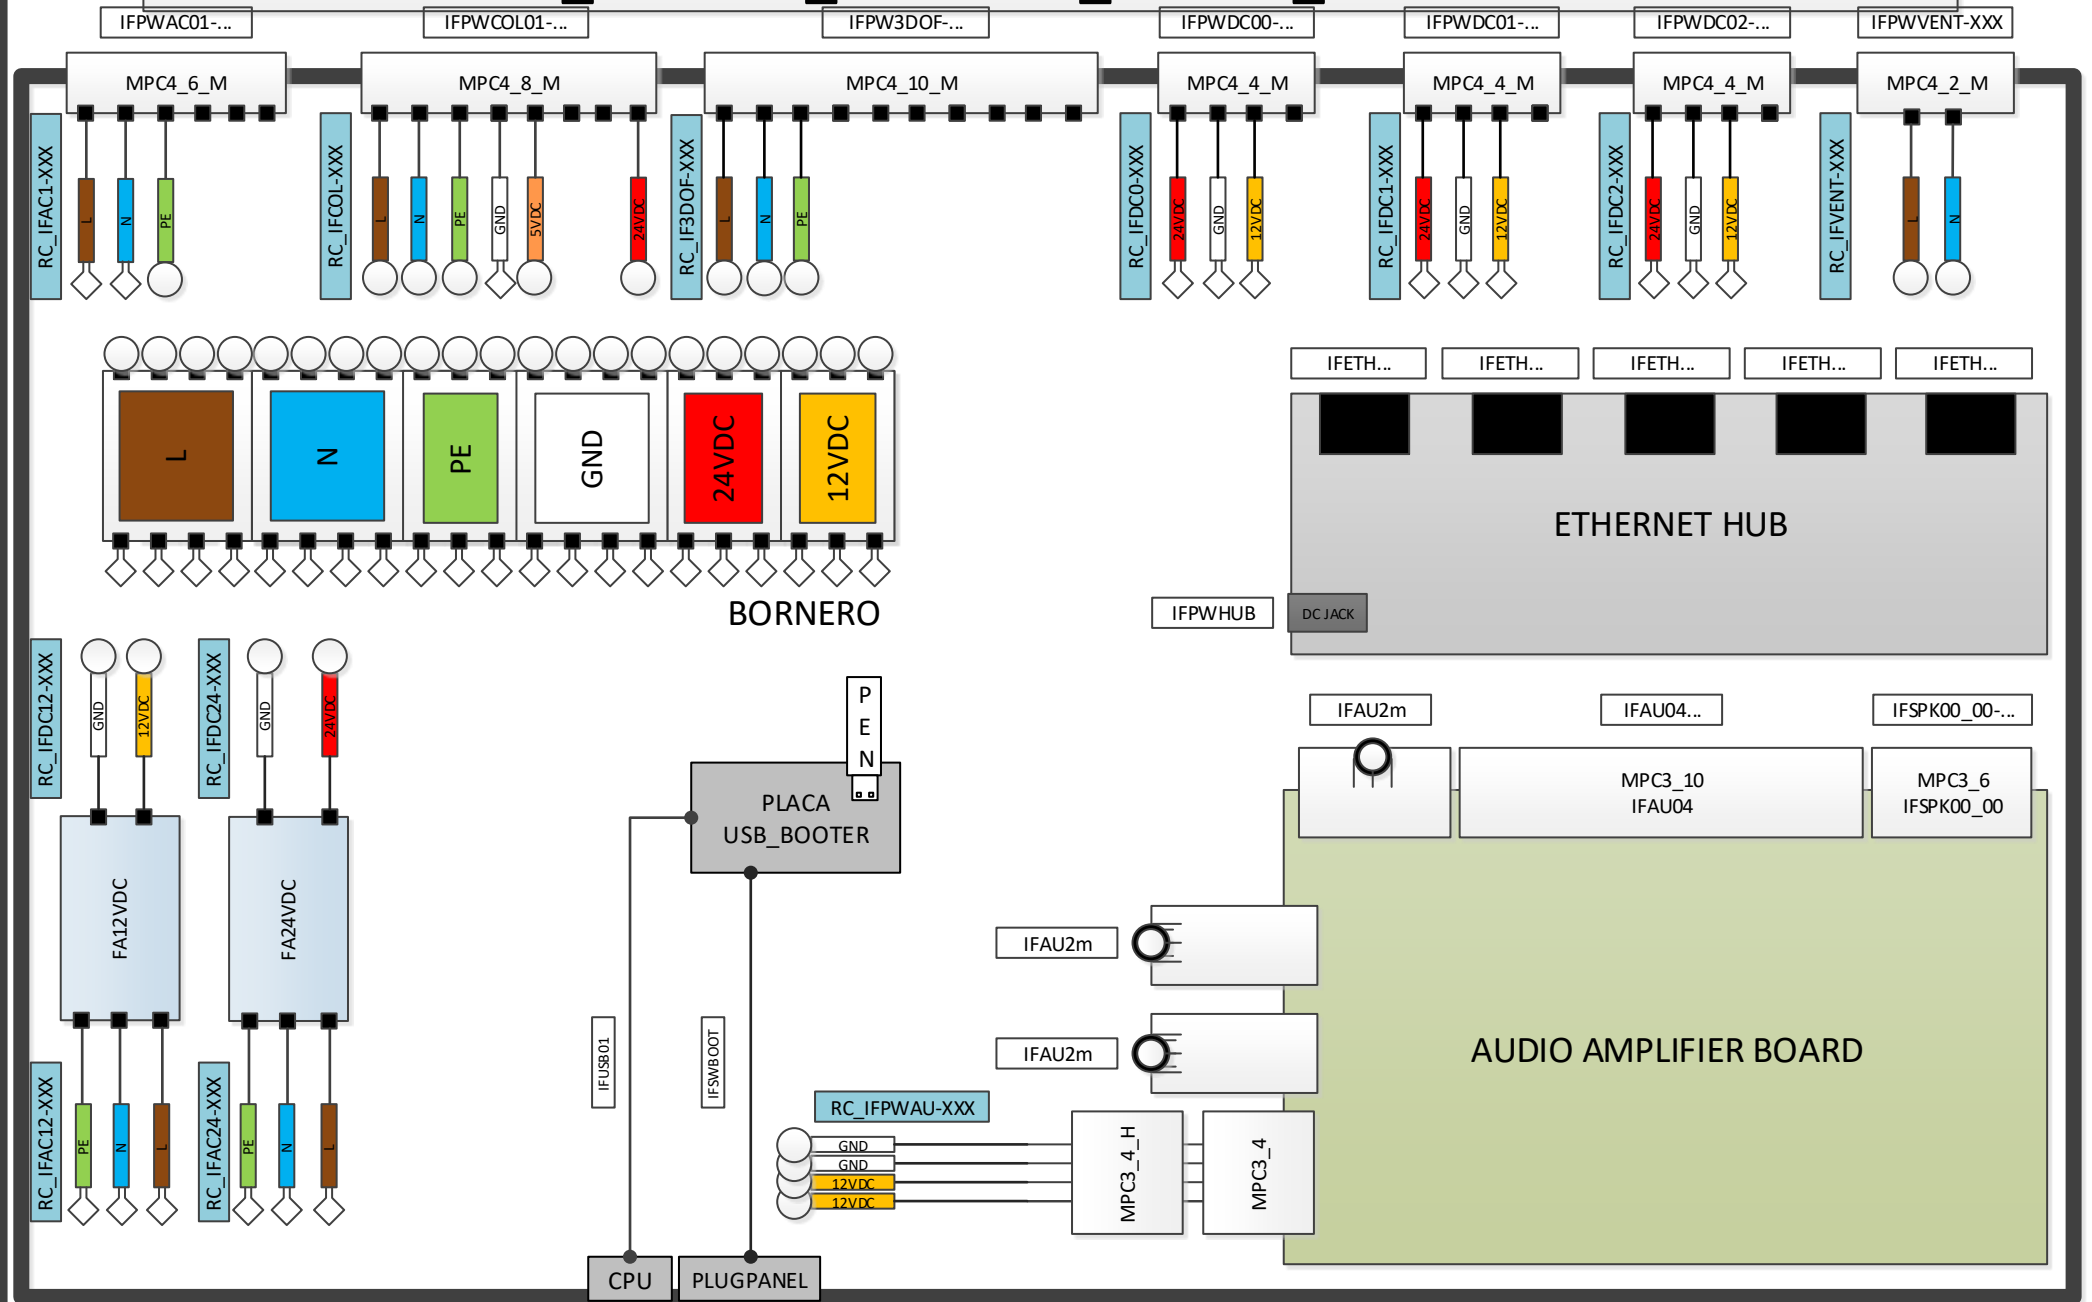 IFPWAC01-...
IFPWCOL01-...
IFPW3DOF-...
IFPWDC00-...
IFPWDC01-...
IFPWDC02-...
IFPWVENT-XXX
MPC4_6_M
MPC4_8_M
MPC4_10_M
MPC4_4_M
MPC4_4_M
MPC4_4_M
MPC4_2_M
RC_IFAC1-XXX
L
N
PE
RC_IFCOL-XXX
L
N
PE
GND
5VDC
24VDC
RC_IF3DOF-XXX
L
N
PE
RC_IFDC0-XXX
24VDC
GND
12VDC
RC_IFDC1-XXX
24VDC
GND
12VDC
RC_IFDC2-XXX
24VDC
GND
12VDC
RC_IFVENT-XXX
L
N
L
N
PE
GND
24VDC
12VDC
BORNERO
IFETH...
IFETH...
IFETH...
IFETH...
IFETH...
ETHERNET HUB
IFPWHUB
DC JACK
RC_IFDC12-XXX
GND
12VDC
RC_IFDC24-XXX
GND
24VDC
FA12VDC
FA24VDC
RC_IFAC12-XXX
PE
N
L
RC_IFAC24-XXX
PE
N
L
P
E
N
PLACA
USB_BOOTER
IFUSB01
IFSWBOOT
CPU
PLUGPANEL
IFAU2m
IFAU04...
IFSPK00_00-...
MPC3_10
IFAU04
MPC3_6
IFSPK00_00
IFAU2m
IFAU2m
AUDIO AMPLIFIER BOARD
RC_IFPWAU-XXX
GND
GND
12VDC
12VDC
MPC3_4_H
MPC3_4